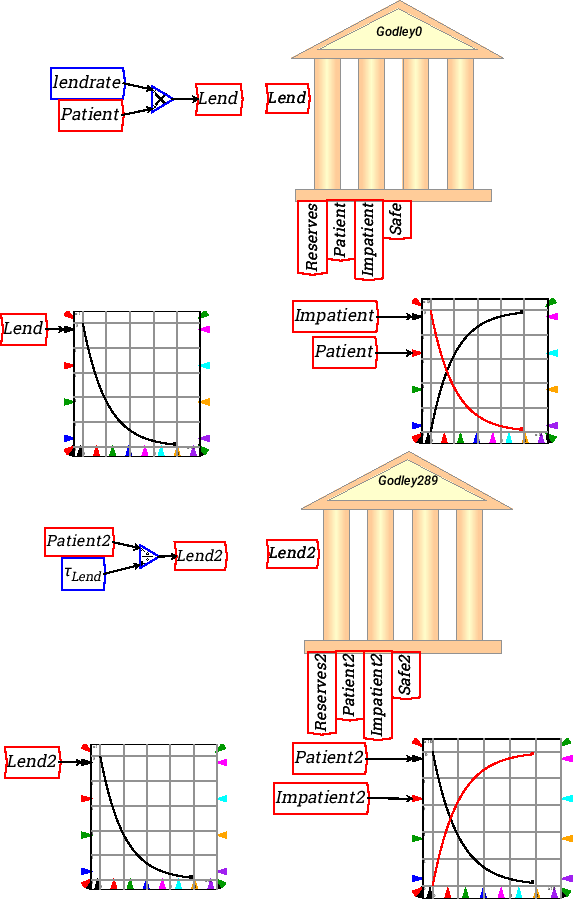 Godley0
lendrate
Patient
×
Lend
Lend
Reserves
Patient
Impatient
Safe
Lend
Impatient
Patient
Godley289
Patient2
τLend
÷
Lend2
Lend2
Reserves2
Patient2
Impatient2
Safe2
Lend2
Patient2
Impatient2